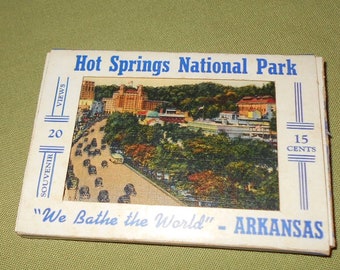 Hot Springs National Park
SOUVENIR 20 VIEWS
15
CENTS
"We Bathe the World" - ARKANSAS